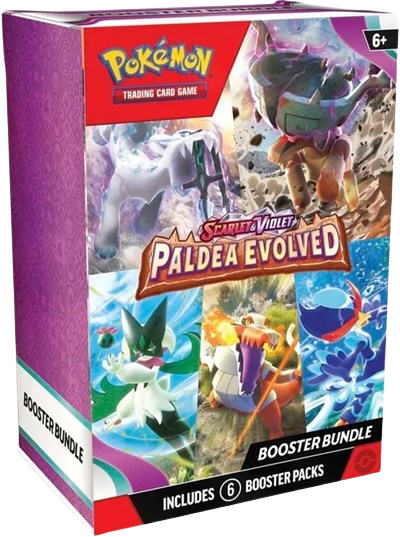 POKéMON
TRADING CARD GAME
6+
SCARLET & VIOLET
PALDEA EVOLVED
BOOSTER BUNDLE
BOOSTER BUNDLE
INCLUDES 6 BOOSTER PACKS